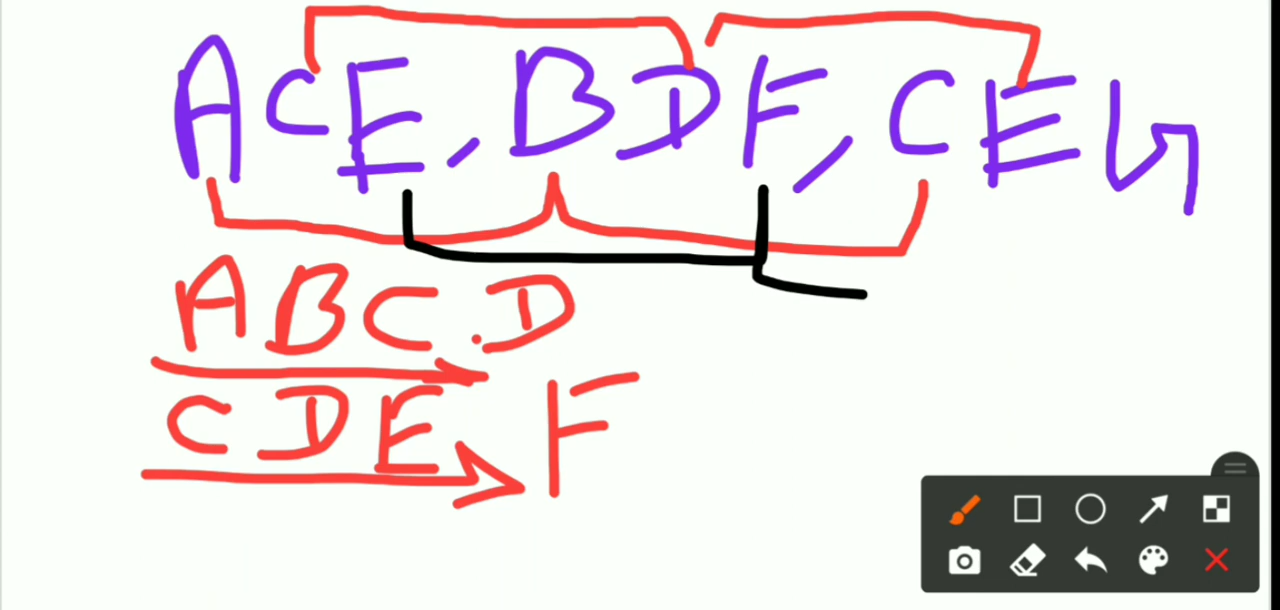 ACE, BDF, CEG
ABC.D
CDE F